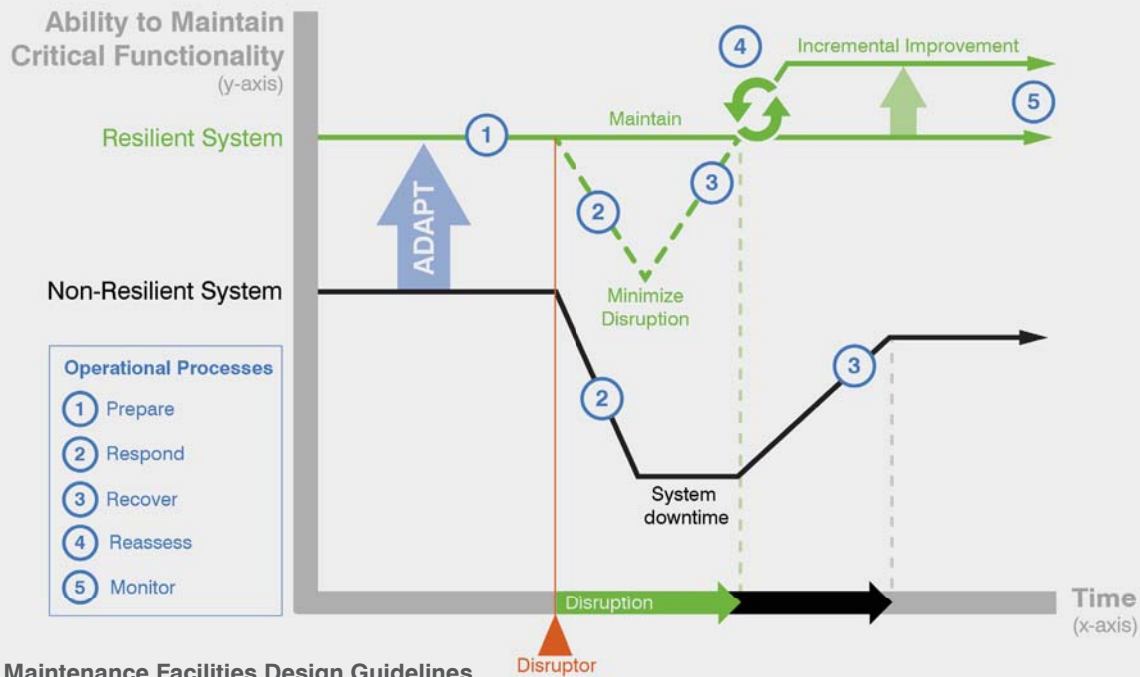 Ability to Maintain
Critical Functionality
(y-axis)
4
Incremental Improvement
5
Resilient System
1
Maintain
ADAPT
2
3
Non-Resilient System
Minimize
Disruption
Operational Processes
1 Prepare
2 Respond
3 Recover
4 Reassess
5 Monitor
2
3
System
downtime
Disruption
Time
(x-axis)
Disruptor
Maintenance Facilities Design Guidelines